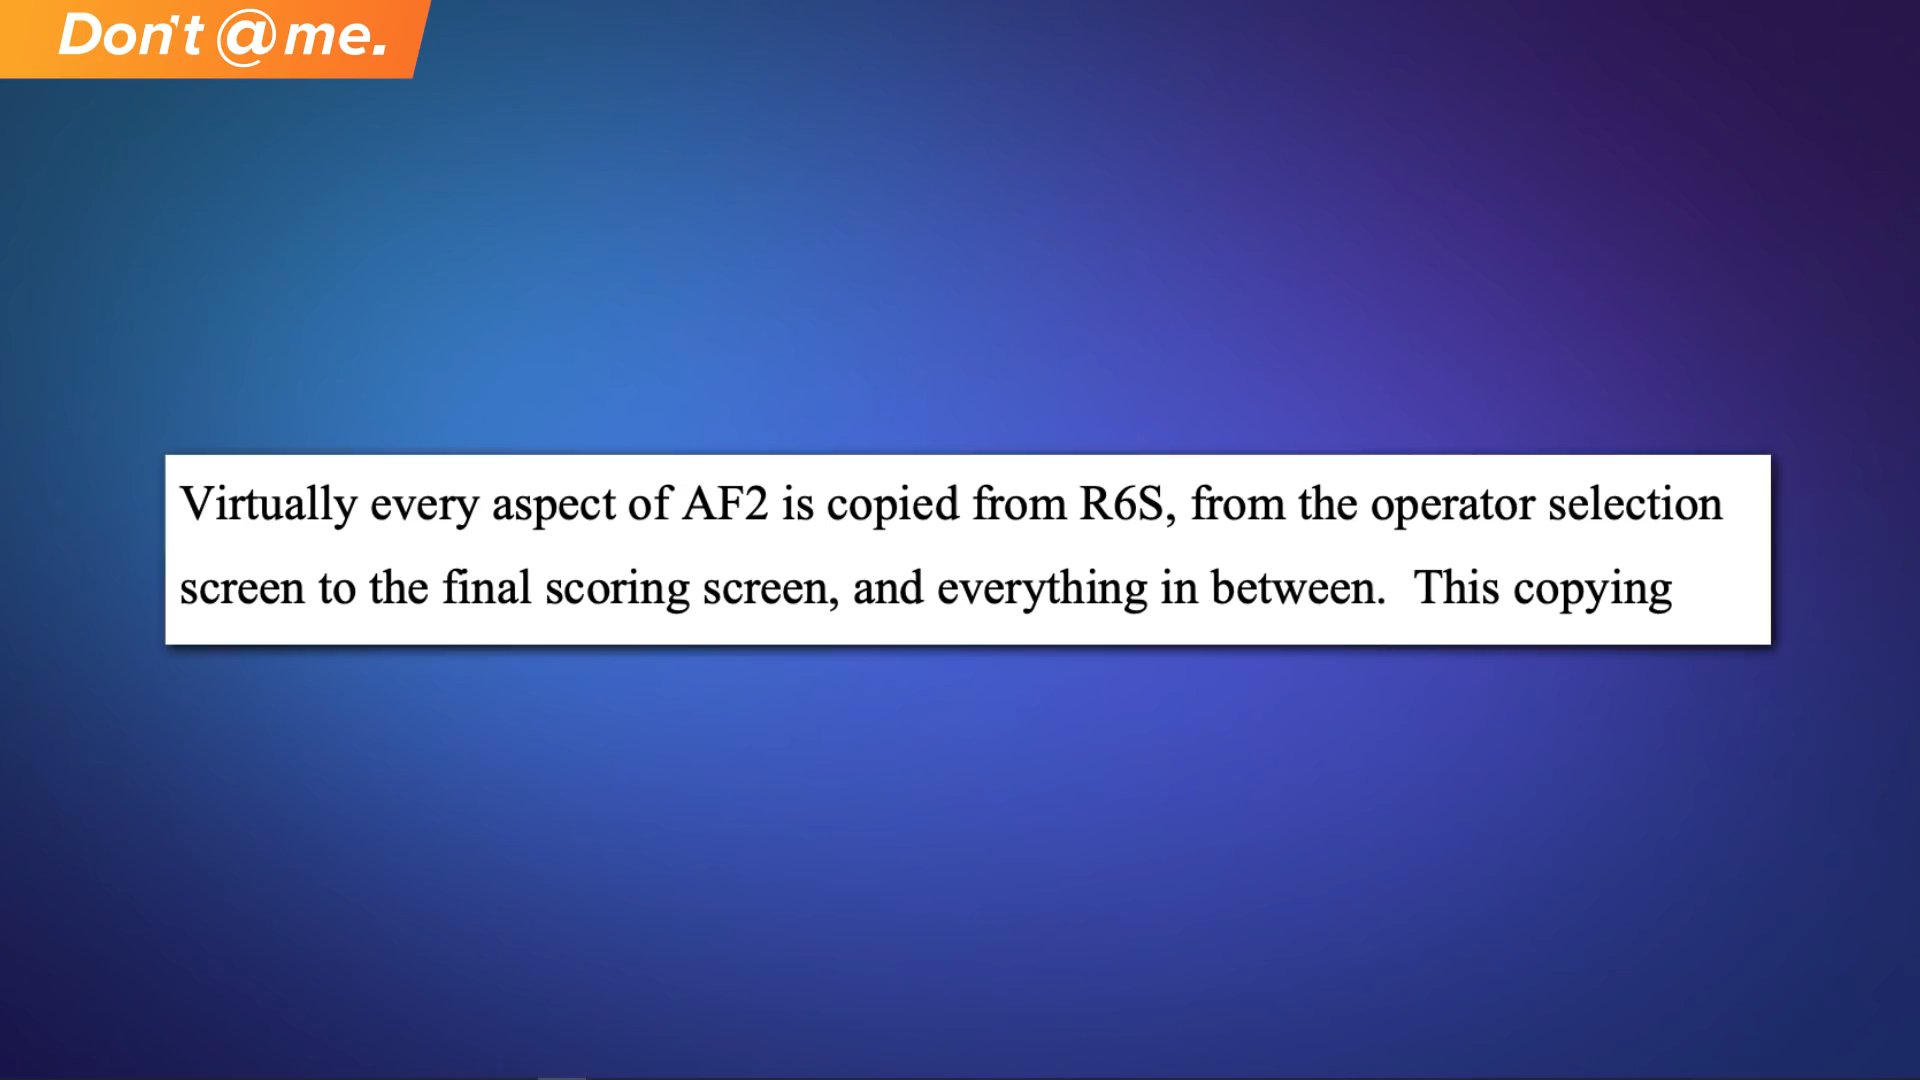 Don't @ me.
Virtually every aspect of AF2 is copied from R6S, from the operator selection
screen to the final scoring screen, and everything in between.  This copying